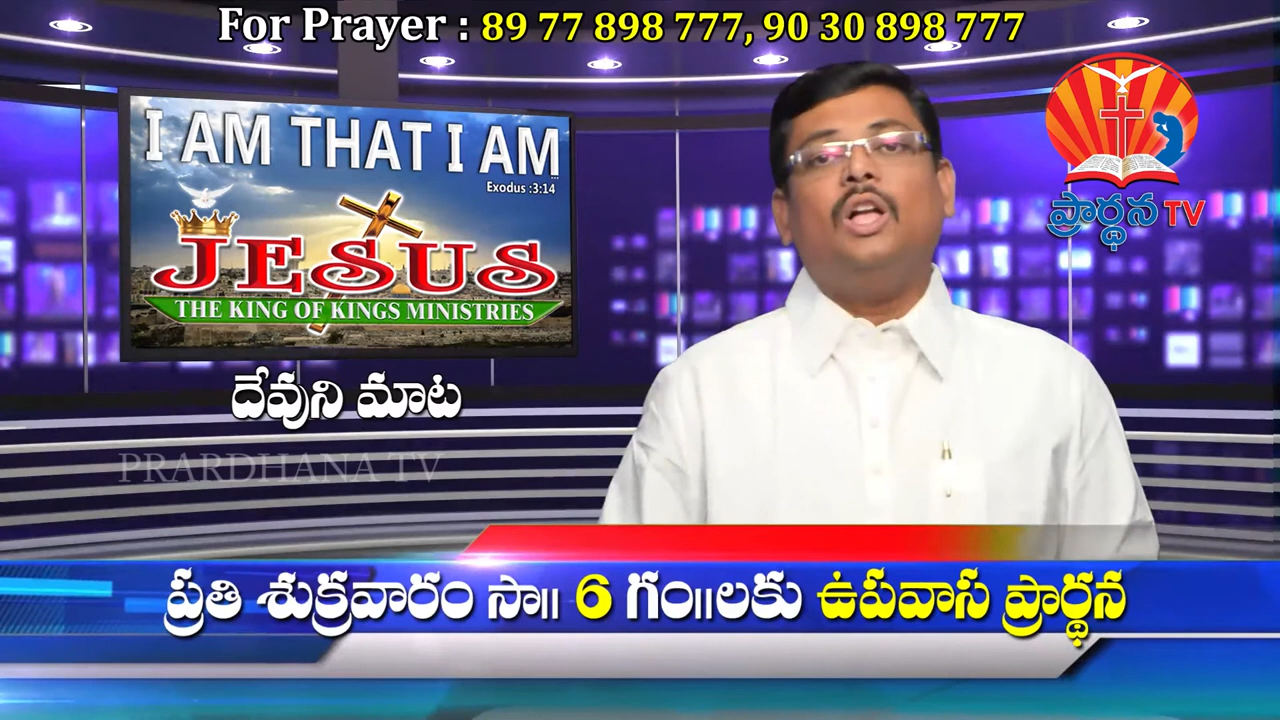 For Prayer : 89 77 898 777, 90 30 898 777
I AM THAT I AM...
Exodus :3:14
JESUS
THE KING OF KINGS MINISTRIES
ప్రార్థన TV
దేవుని మాట
PRARDHANA TV
ప్రతి శుక్రవారం సా॥ 6 గం॥లకు ఉపవాస ప్రార్థన